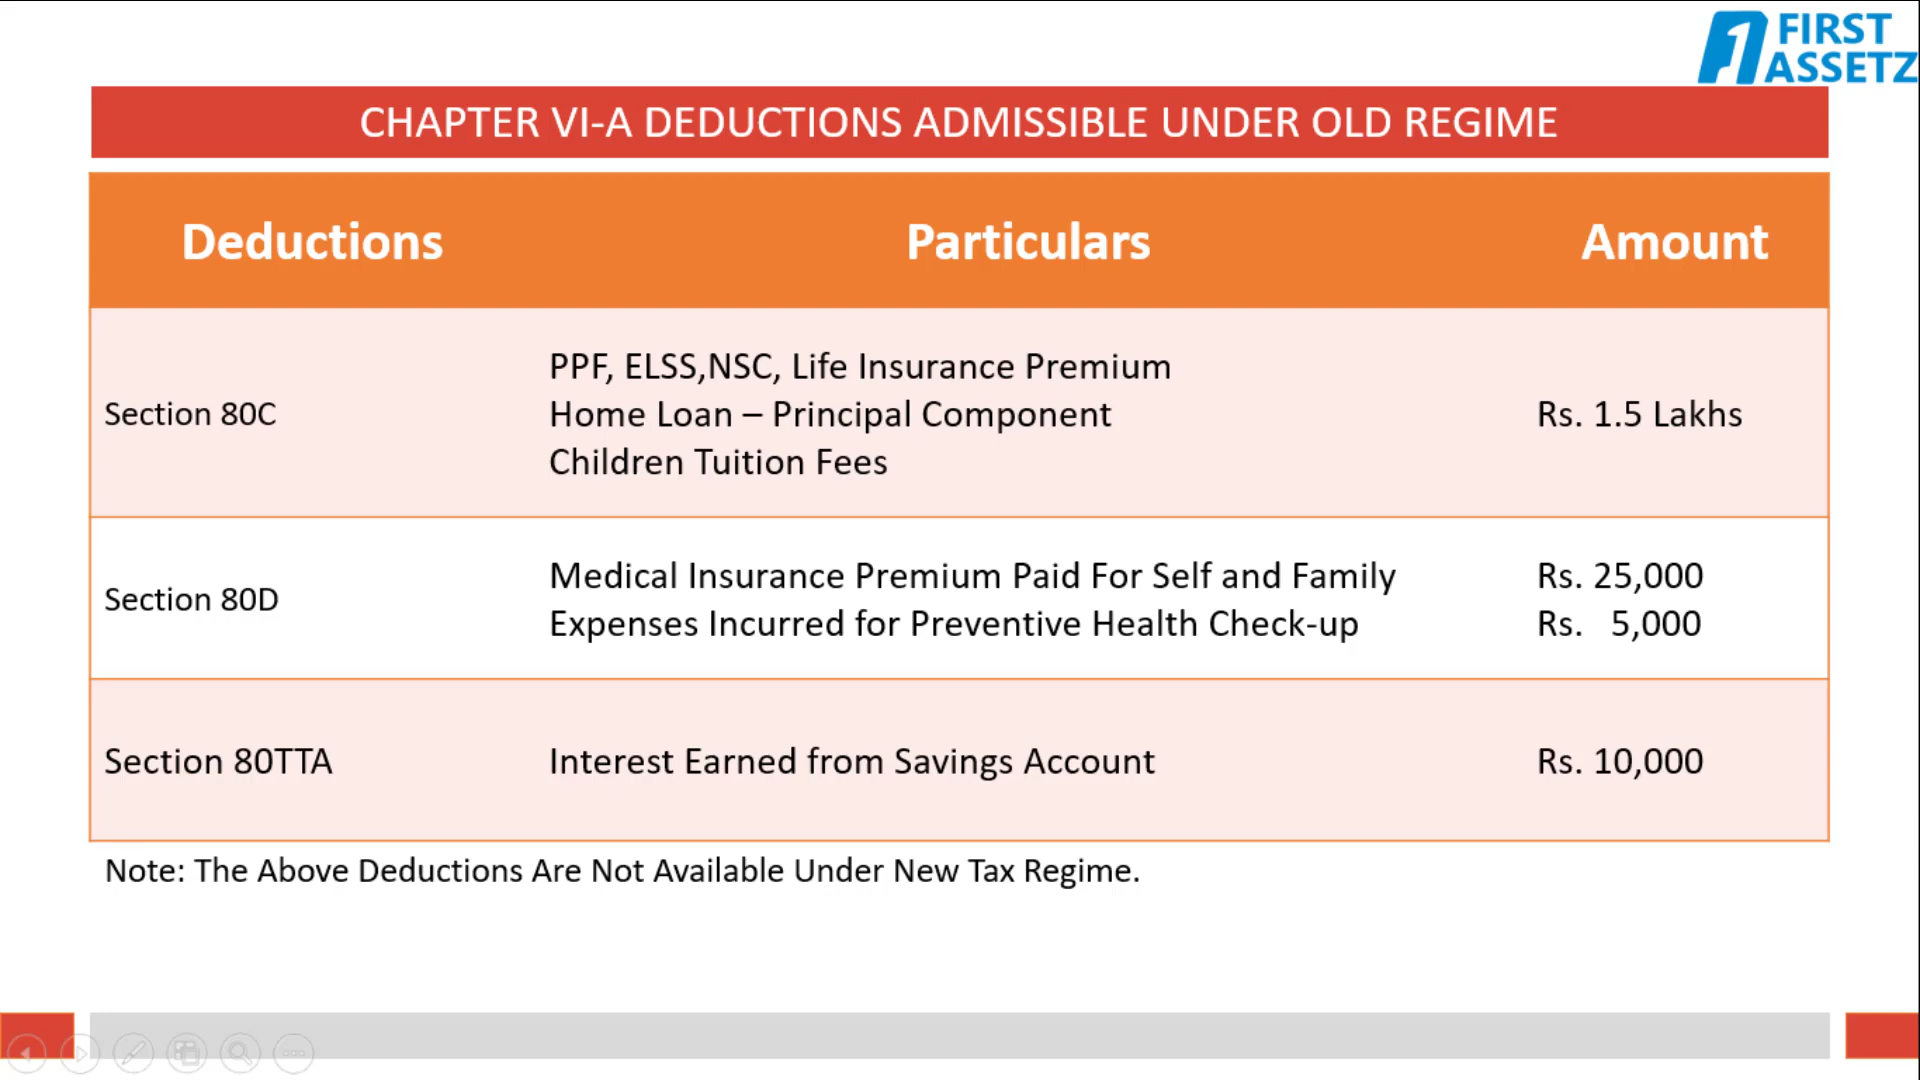 FIRST
ASSETZ
CHAPTER VI-A DEDUCTIONS ADMISSIBLE UNDER OLD REGIME
Deductions Particulars Amount
Section 80C
PPF, ELSS,NSC, Life Insurance Premium
Home Loan – Principal Component
Children Tuition Fees
Rs. 1.5 Lakhs
Section 80D
Medical Insurance Premium Paid For Self and Family Rs. 25,000
Expenses Incurred for Preventive Health Check-up Rs. 5,000
Section 80TTA Interest Earned from Savings Account Rs. 10,000
Note: The Above Deductions Are Not Available Under New Tax Regime.